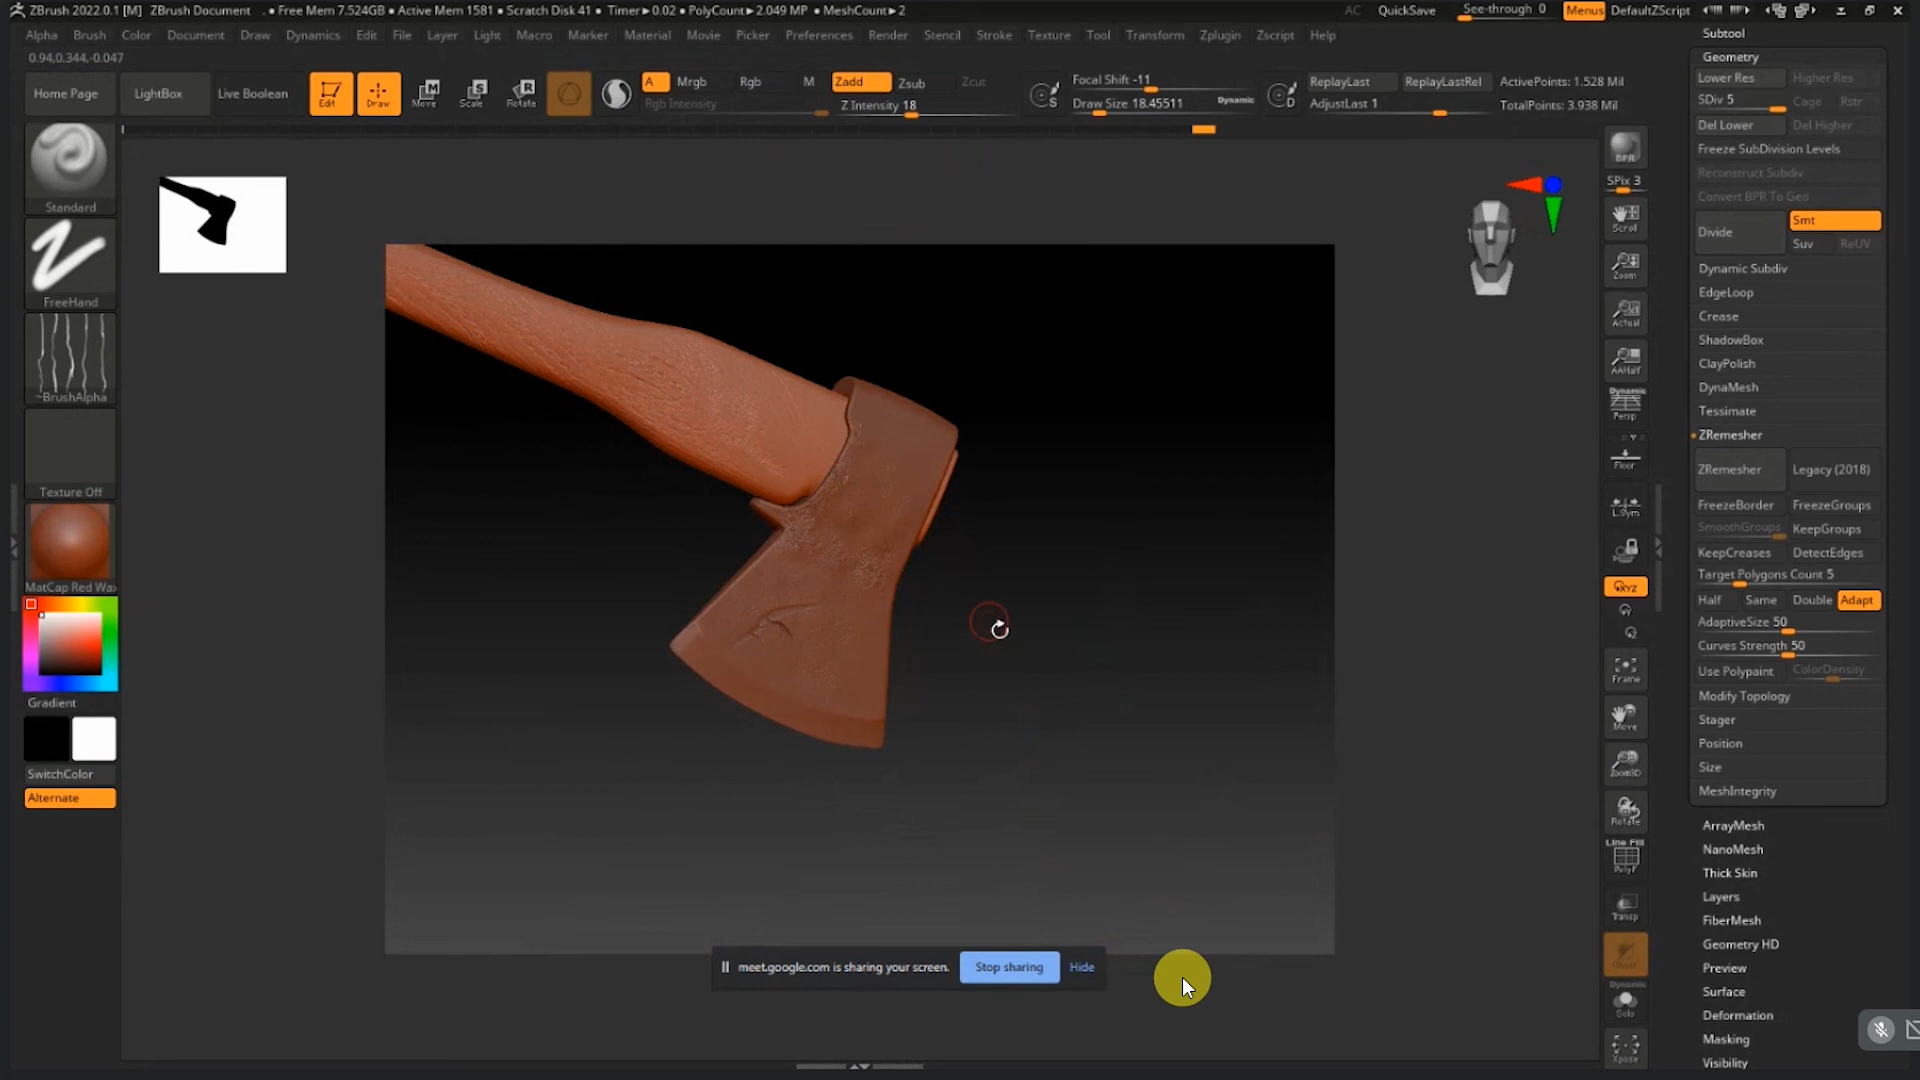 ZBrush 2022.0.1 [M] ZBrush Document . • Free Mem 7.524GB • Active Mem 1581 • Scratch Disk 41 • Timer▸0.02 • PolyCount▸2.049 MP • MeshCount▸2
AC QuickSave See-through 0 Menus DefaultZScript
Alpha Brush Color Document Draw Dynamics Edit File Layer Light Macro Marker Material Movie Picker Preferences Render Stencil Stroke Texture Tool Transform Zplugin Zscript Help
0.94,0.344,-0.047
Home Page
LightBox
Live Boolean
Edit
Draw
Move
Scale
Rotate
A Mrgb Rgb M
Rgb Intensity
Zadd Zsub Zcut
Z Intensity 18
S
Focal Shift -11
Draw Size 18.45511 Dynamic
D
ReplayLast ReplayLastRel
AdjustLast 1
ActivePoints: 1.528 Mil
TotalPoints: 3.938 Mil
Standard
FreeHand
~BrushAlpha
Texture Off
MatCap Red Wax
Gradient
SwitchColor
Alternate
meet.google.com is sharing your screen.
Stop sharing
Hide
BPR
SPix 3
Scroll
Zoom
Actual
AAHalf
Dynamic
Persp
Floor
L.Sym
XYZ
Frame
Move
Zoom3D
Rotate
Line Fill
PolyF
Transp
Ghost
Dynamic
Solo
Xpose
Subtool
Geometry
Lower Res Higher Res
SDiv 5 Cage Rstr
Del Lower Del Higher
Freeze SubDivision Levels
Reconstruct Subdiv
Convert BPR To Geo
Divide
Smt
Suv ReUV
Dynamic Subdiv
EdgeLoop
Crease
ShadowBox
ClayPolish
DynaMesh
Tessimate
ZRemesher
ZRemesher Legacy (2018)
FreezeBorder FreezeGroups
SmoothGroups KeepGroups
KeepCreases DetectEdges
Target Polygons Count 5
Half Same Double Adapt
AdaptiveSize 50
Curves Strength 50
Use Polypaint ColorDensity
Modify Topology
Stager
Position
Size
MeshIntegrity
ArrayMesh
NanoMesh
Thick Skin
Layers
FiberMesh
Geometry HD
Preview
Surface
Deformation
Masking
Visibility